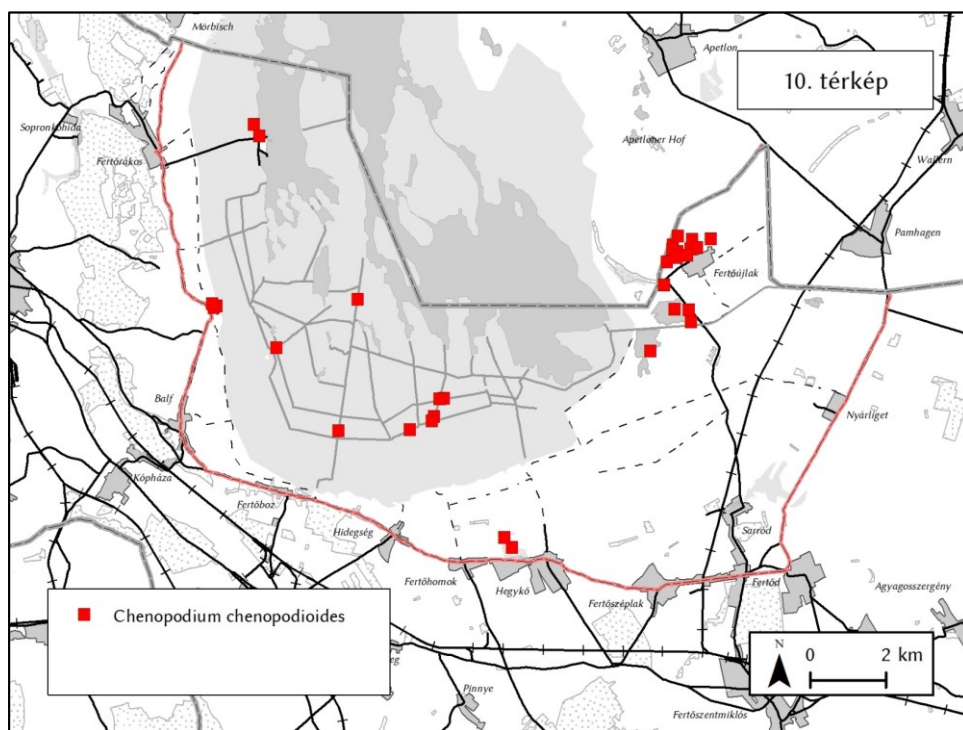 Mörbisch
Apetlon
10. térkép
Sopronkőhida
Fertőrákos
Apetloner Hof
Wallern
Pamhagen
Fertőújlak
Balf
Nyárliget
Kópháza
Fertőboz
Hidegség
Sarród
Fertőhomok
Hegykő
Fertőd
Fertőszéplak
Agyagosszergény
Chenopodium chenopodioides
N
0 2 km
Pinnye
Fertőszentmiklós